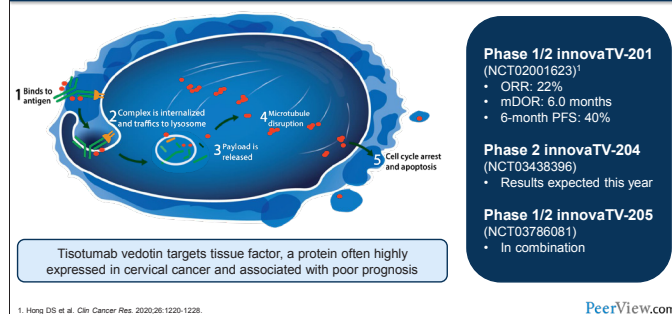 1 Binds to
antigen
2 Complex is internalized
and traffics to lysosome
3 Payload is
released
4 Microtubule
disruption
5 Cell cycle arrest
and apoptosis
Tisotumab vedotin targets tissue factor, a protein often highly
expressed in cervical cancer and associated with poor prognosis
Phase 1/2 innovaTV-201
(NCT02001623)¹
• ORR: 22%
• mDOR: 6.0 months
• 6-month PFS: 40%
Phase 2 innovaTV-204
(NCT03438396)
• Results expected this year
Phase 1/2 innovaTV-205
(NCT03786081)
• In combination
1. Hong DS et al. Clin Cancer Res. 2020;26:1220-1228.
PeerView.com